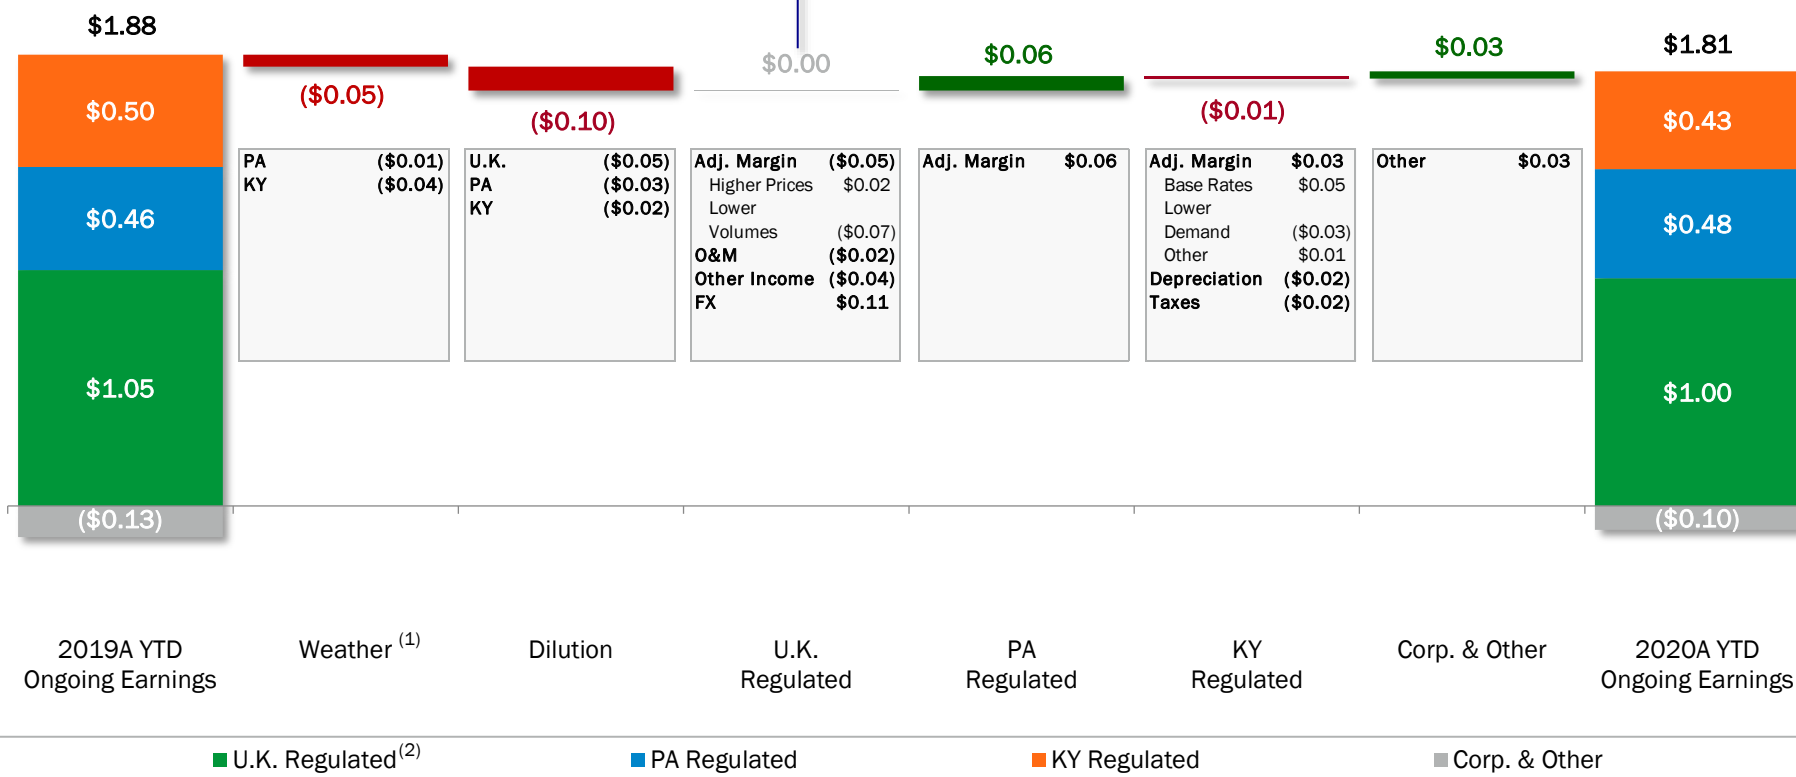 $1.88
$0.50
$0.46
$1.05
($0.13)
($0.05)
PA ($0.01)
KY ($0.04)
($0.10)
U.K. ($0.05)
PA ($0.03)
KY ($0.02)
$0.00
Adj. Margin ($0.05)
Higher Prices $0.02
Lower
Volumes ($0.07)
O&M ($0.02)
Other Income ($0.04)
FX $0.11
$0.06
Adj. Margin $0.06
($0.01)
Adj. Margin $0.03
Base Rates $0.05
Lower
Demand ($0.03)
Other $0.01
Depreciation ($0.02)
Taxes ($0.02)
$0.03
Other $0.03
$1.81
$0.43
$0.48
$1.00
($0.10)
2019A YTD
Ongoing Earnings
Weather (1)
Dilution
U.K.
Regulated
PA
Regulated
KY
Regulated
Corp. & Other
2020A YTD
Ongoing Earnings
U.K. Regulated(2)
PA Regulated
KY Regulated
Corp. & Other